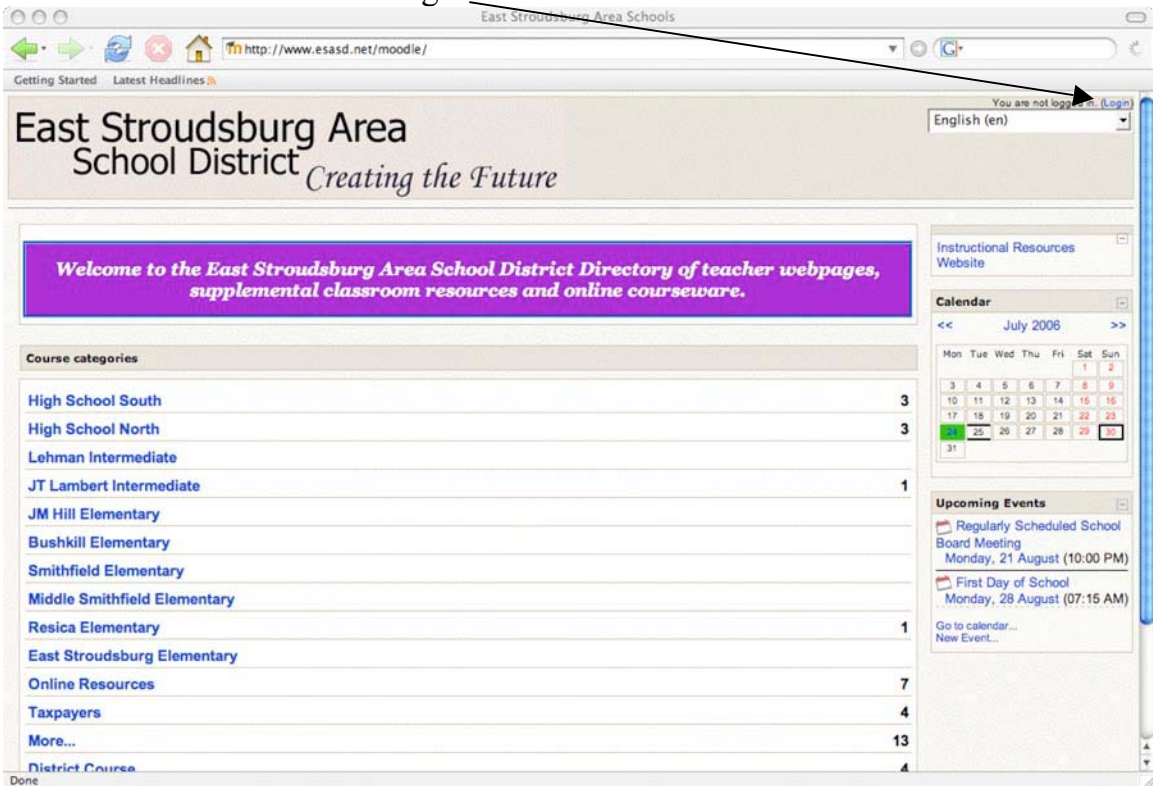 East Stroudsburg Area Schools
http://www.esasd.net/moodle/
G
Getting Started Latest Headlines
You are not logged in. (Login)
English (en)
East Stroudsburg Area
School District Creating the Future
Welcome to the East Stroudsburg Area School District Directory of teacher webpages,
supplemental classroom resources and online courseware.
Course categories
High School South 3
High School North 3
Lehman Intermediate
JT Lambert Intermediate 1
JM Hill Elementary
Bushkill Elementary
Smithfield Elementary
Middle Smithfield Elementary
Resica Elementary 1
East Stroudsburg Elementary
Online Resources 7
Taxpayers 4
More... 13
District Course 4
Instructional Resources
Website
Calendar
<< July 2006 >>
Mon Tue Wed Thu Fri Sat Sun
1 2
3 4 5 6 7 8 9
10 11 12 13 14 15 16
17 18 19 20 21 22 23
24 25 26 27 28 29 30
31
Upcoming Events
Regularly Scheduled School
Board Meeting
Monday, 21 August (10:00 PM)
First Day of School
Monday, 28 August (07:15 AM)
Go to calendar...
New Event...
Done